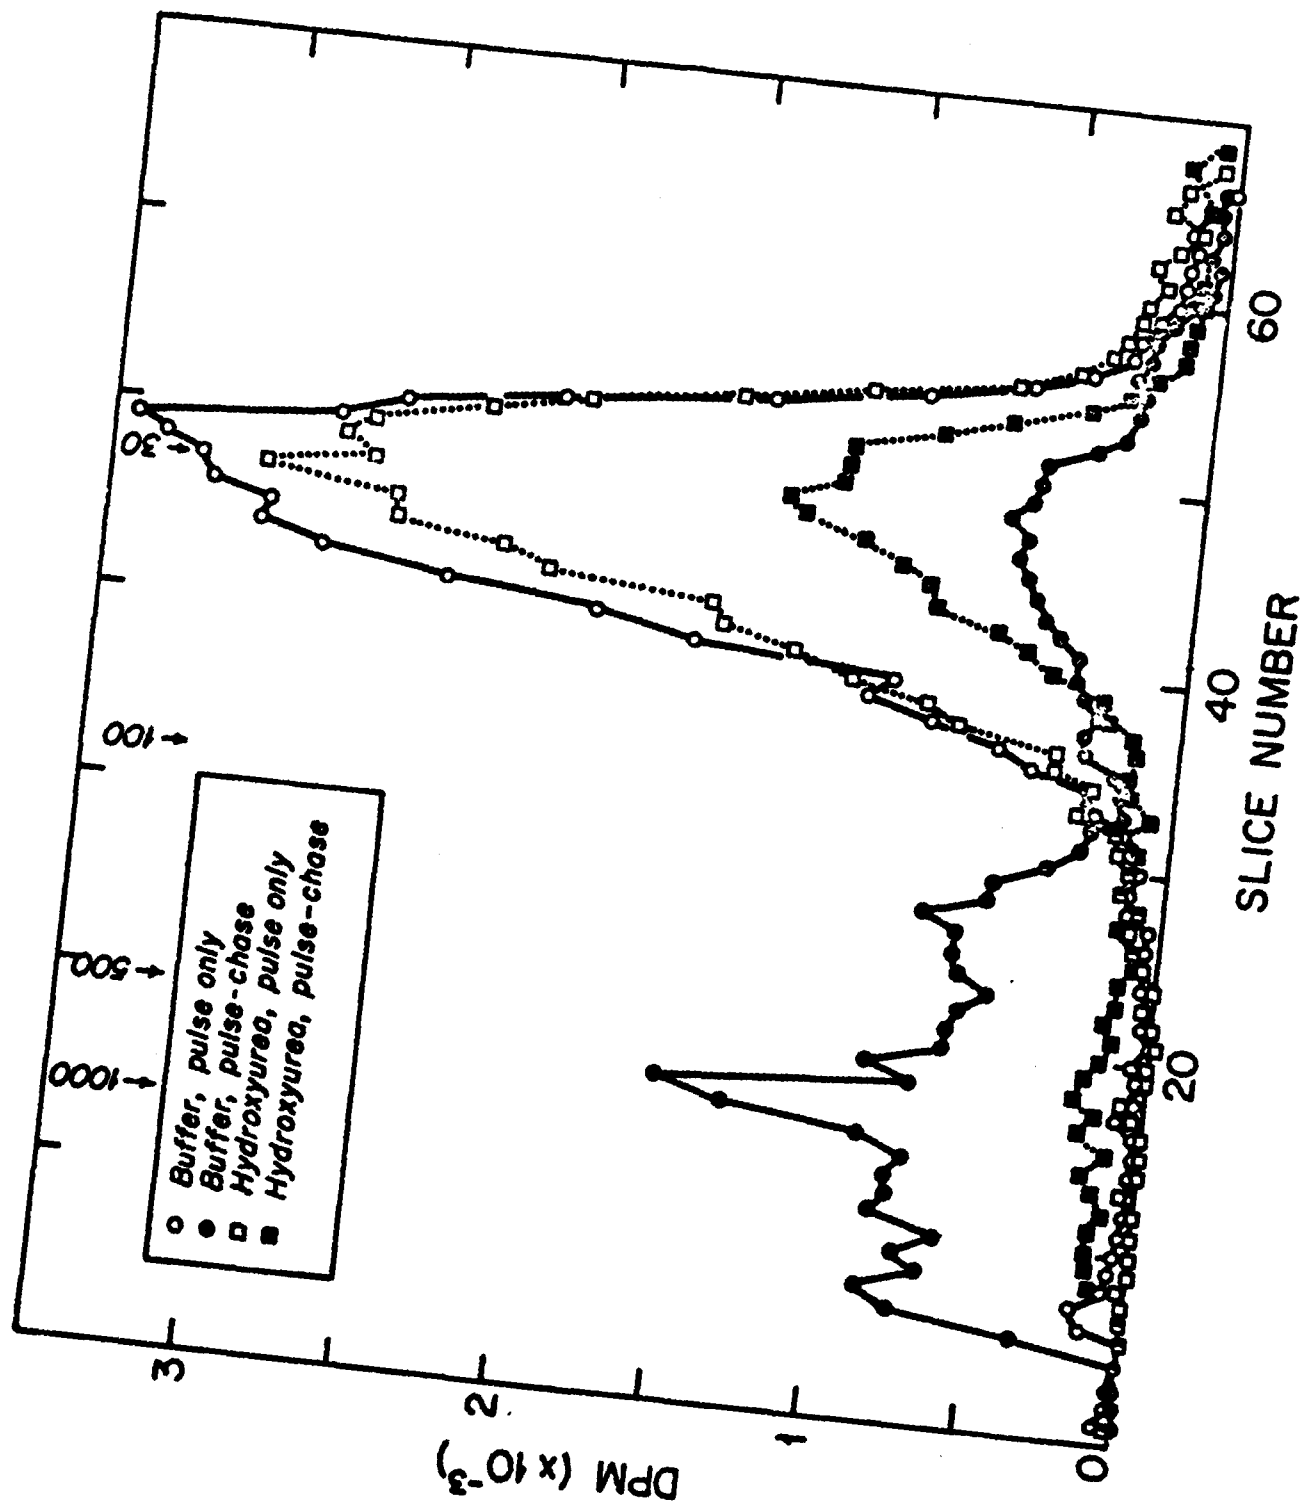 1000
500
100
30
Buffer, pulse only
Buffer, pulse-chase
Hydroxyurea, pulse only
Hydroxyurea, pulse-chase
DPM (x 10⁻³)
3
2
1
0
20
40
60
SLICE NUMBER